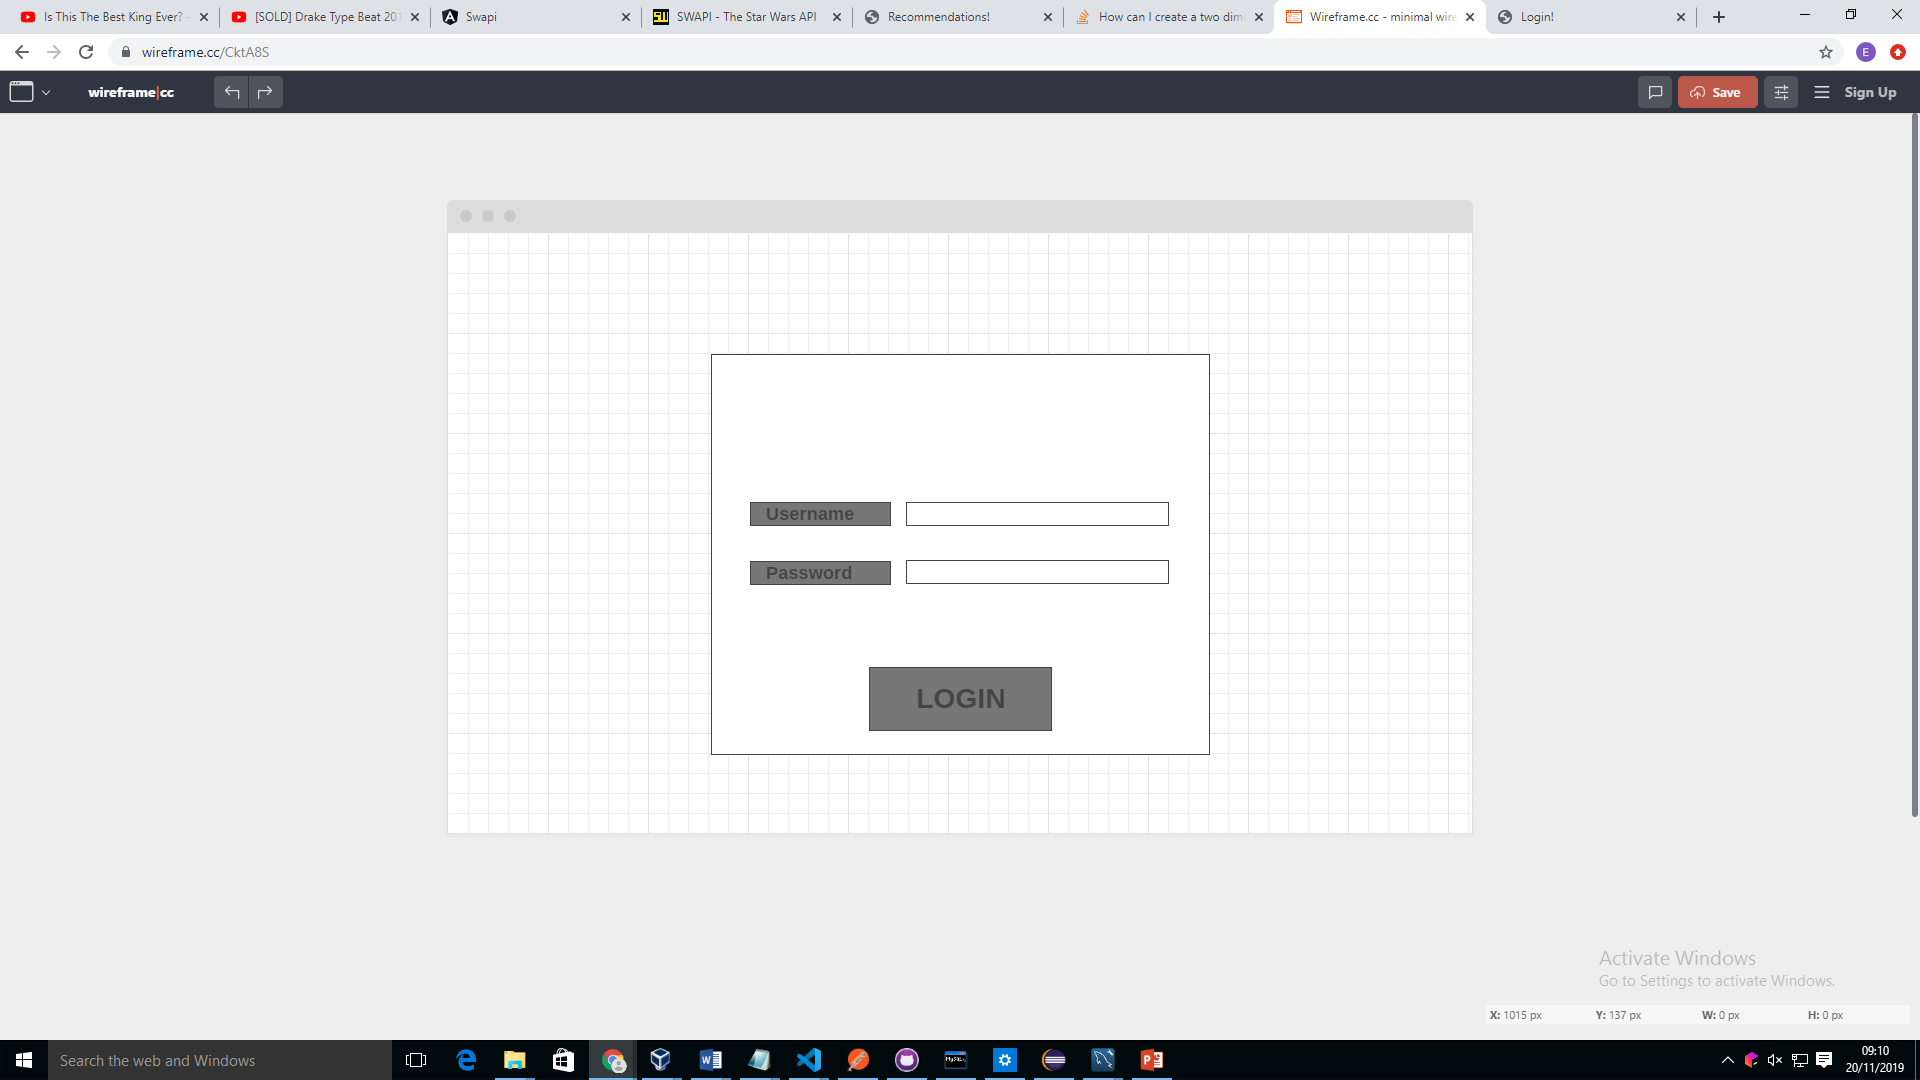 Is This The Best King Ever? -
[SOLD] Drake Type Beat 201
Swapi
SWAPI - The Star Wars API
Recommendations!
How can I create a two dim
Wireframe.cc - minimal wire
Login!
wireframe.cc/CktA8S
E
wireframe|cc
Save
Sign Up
Username
Password
LOGIN
Activate Windows
Go to Settings to activate Windows.
X: 1015 px Y: 137 px W: 0 px H: 0 px
Search the web and Windows
MySQL
09:10
20/11/2019